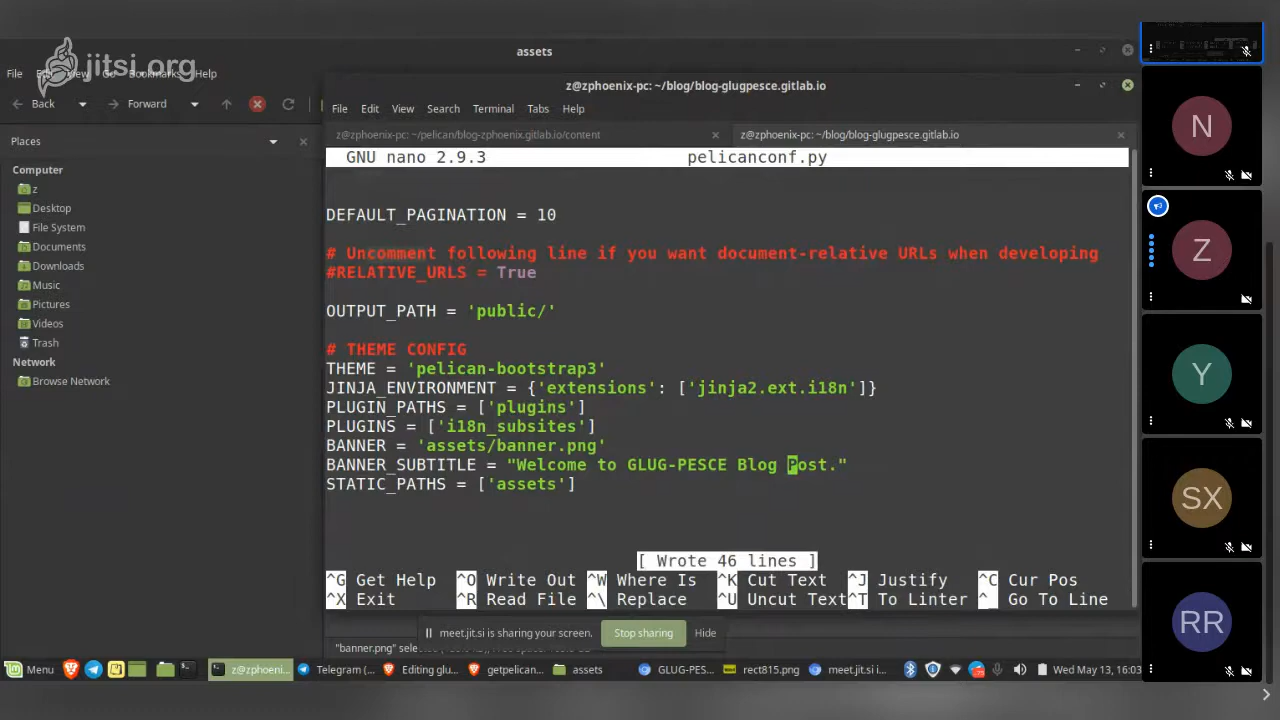 jitsi.org
assets
File Edit View Go Bookmarks Help
Back Forward
Places
Computer
z
Desktop
File System
Documents
Downloads
Music
Pictures
Videos
Trash
Network
Browse Network
z@zphoenix-pc: ~/blog/blog-glugpesce.gitlab.io
File Edit View Search Terminal Tabs Help
z@zphoenix-pc: ~/pelican/blog-zphoenix.gitlab.io/content
z@zphoenix-pc: ~/blog/blog-glugpesce.gitlab.io
GNU nano 2.9.3 pelicanconf.py
DEFAULT_PAGINATION = 10
# Uncomment following line if you want document-relative URLs when developing
#RELATIVE_URLS = True
OUTPUT_PATH = 'public/'
# THEME CONFIG
THEME = 'pelican-bootstrap3'
JINJA_ENVIRONMENT = {'extensions': ['jinja2.ext.i18n']}
PLUGIN_PATHS = ['plugins']
PLUGINS = ['i18n_subsites']
BANNER = 'assets/banner.png'
BANNER_SUBTITLE = "Welcome to GLUG-PESCE Blog Post."
STATIC_PATHS = ['assets']
[ Wrote 46 lines ]
^G Get Help ^O Write Out ^W Where Is ^K Cut Text ^J Justify ^C Cur Pos
^X Exit ^R Read File ^\ Replace ^U Uncut Text ^T To Linter ^_ Go To Line
meet.jit.si is sharing your screen. Stop sharing Hide
"banner.png" sele
Menu z@zphoeni... Telegram (... Editing glu... getpelican... assets GLUG-PES... rect815.png meet.jit.si i... Wed May 13, 16:03
N
Z
Y
SX
RR